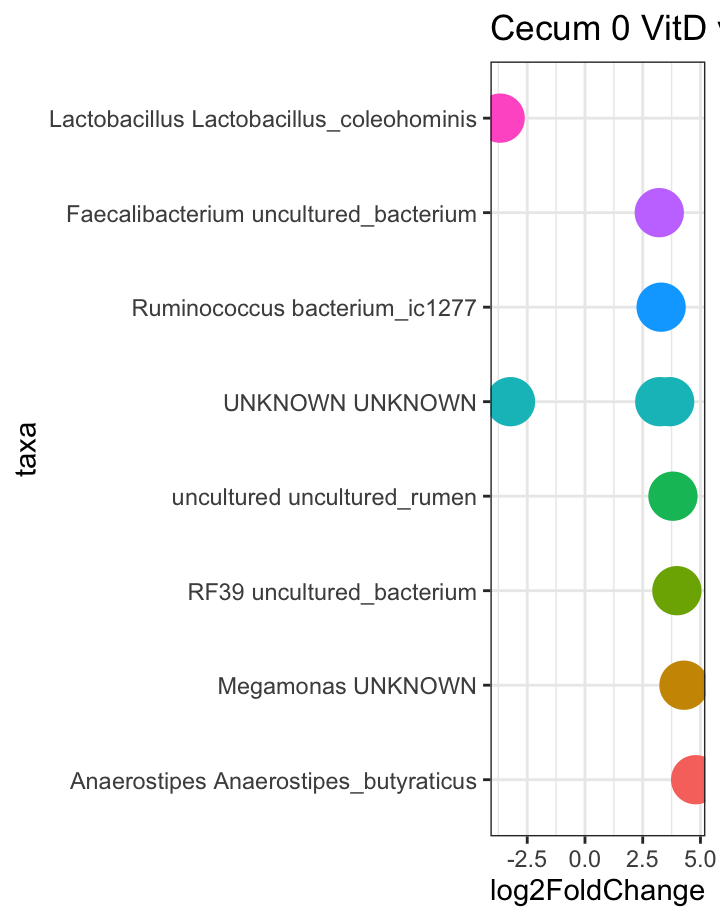 Cecum 0 VitD
Lactobacillus Lactobacillus_coleohominis
Faecalibacterium uncultured_bacterium
Ruminococcus bacterium_ic1277
UNKNOWN UNKNOWN
uncultured uncultured_rumen
RF39 uncultured_bacterium
Megamonas UNKNOWN
Anaerostipes Anaerostipes_butyraticus
taxa
-2.5 0.0 2.5 5.0
log2FoldChange